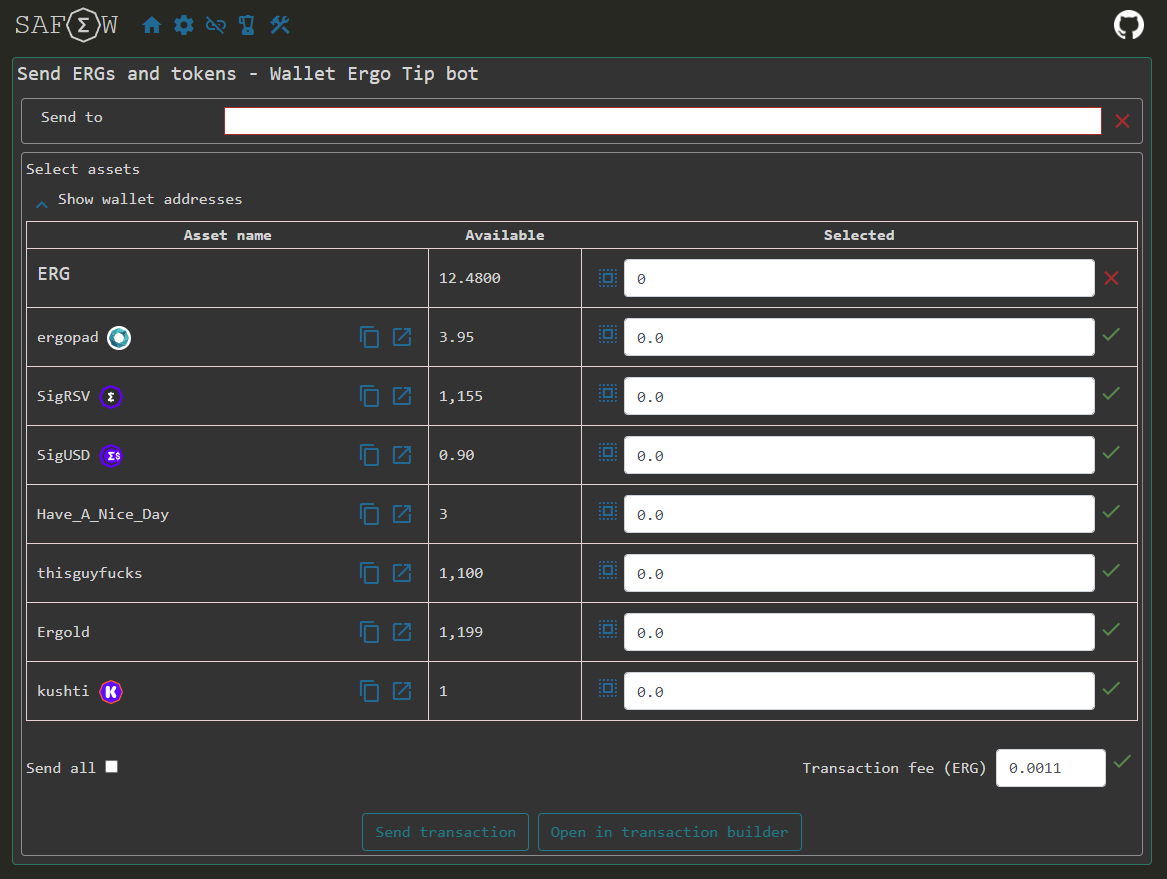 SAFΣW
Send ERGs and tokens - Wallet Ergo Tip bot
Send to
Select assets
Show wallet addresses
Asset name Available Selected
ERG 12.4800 0
ergopad 3.95 0.0
SigRSV Σ 1,155 0.0
SigUSD Σ$ 0.90 0.0
Have_A_Nice_Day 3 0.0
thisguyfucks 1,100 0.0
Ergold 1,199 0.0
kushti K 1 0.0
Send all Transaction fee (ERG) 0.0011
Send transaction Open in transaction builder